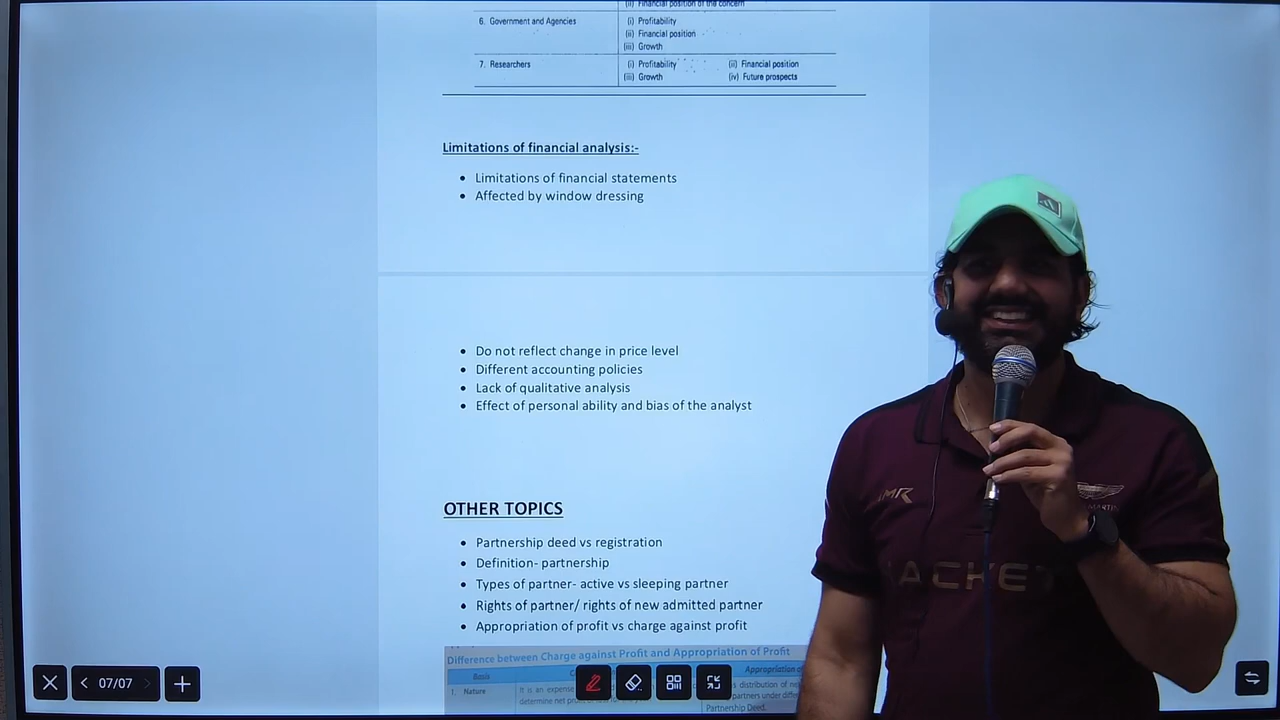 (ii) Financial position of the concern
6. Government and Agencies
(i) Profitability
(ii) Financial position
(iii) Growth
7. Researchers
(i) Profitability (ii) Financial position
(iii) Growth (iv) Future prospects
Limitations of financial analysis:-
• Limitations of financial statements
• Affected by window dressing
• Do not reflect change in price level
• Different accounting policies
• Lack of qualitative analysis
• Effect of personal ability and bias of the analyst
OTHER TOPICS
• Partnership deed vs registration
• Definition- partnership
• Types of partner- active vs sleeping partner
• Rights of partner/ rights of new admitted partner
• Appropriation of profit vs charge against profit
Difference between Charge against Profit and Appropriation of Profit
Basis
Appropriation of
1. Nature
It is an expense
determine net
distribution of
partners under
Partnership Deed.
07/07
AMR